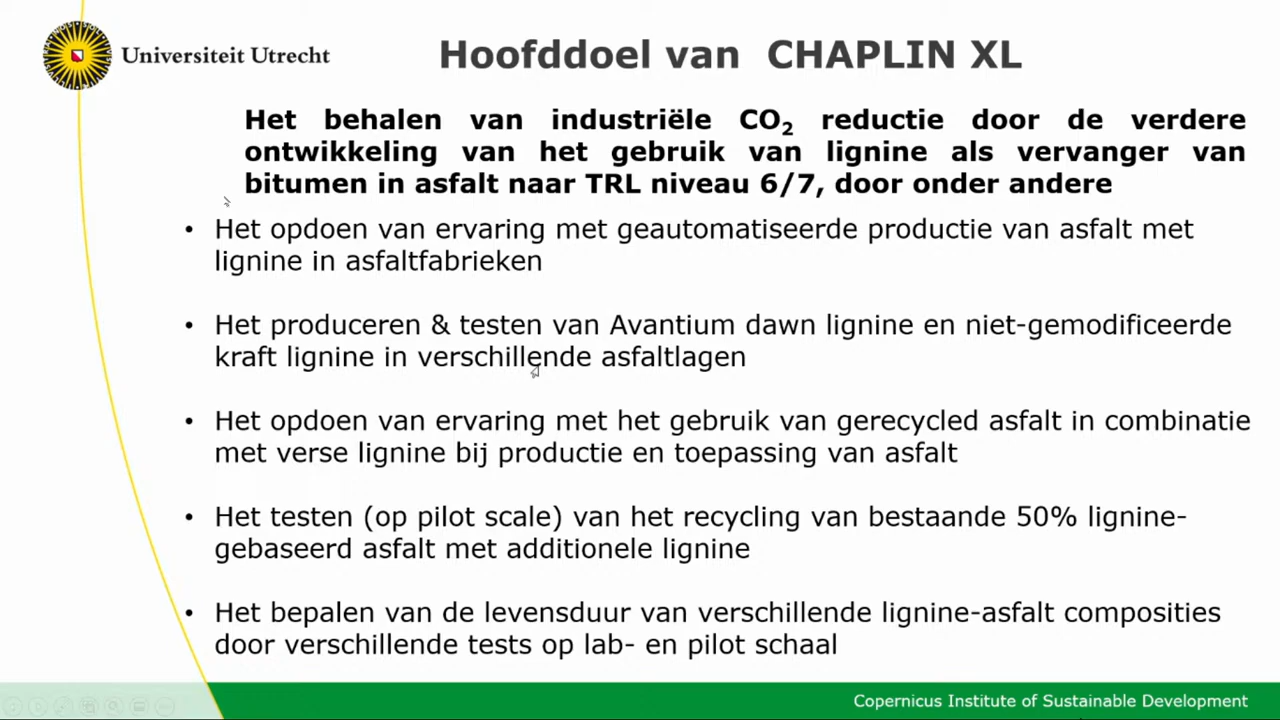 Universiteit Utrecht
Hoofddoel van CHAPLIN XL
Het behalen van industriële CO₂ reductie door de verdere
ontwikkeling van het gebruik van lignine als vervanger van
bitumen in asfalt naar TRL niveau 6/7, door onder andere
• Het opdoen van ervaring met geautomatiseerde productie van asfalt met
lignine in asfaltfabrieken
• Het produceren & testen van Avantium dawn lignine en niet-gemodificeerde
kraft lignine in verschillende asfaltlagen
• Het opdoen van ervaring met het gebruik van gerecycled asfalt in combinatie
met verse lignine bij productie en toepassing van asfalt
• Het testen (op pilot scale) van het recycling van bestaande 50% lignine-
gebaseerd asfalt met additionele lignine
• Het bepalen van de levensduur van verschillende lignine-asfalt composities
door verschillende tests op lab- en pilot schaal
Copernicus Institute of Sustainable Development